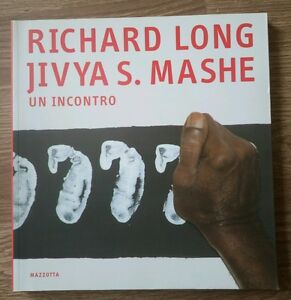 RICHARD LONG
JIVYA S. MASHE
UN INCONTRO
MAZZOTTA